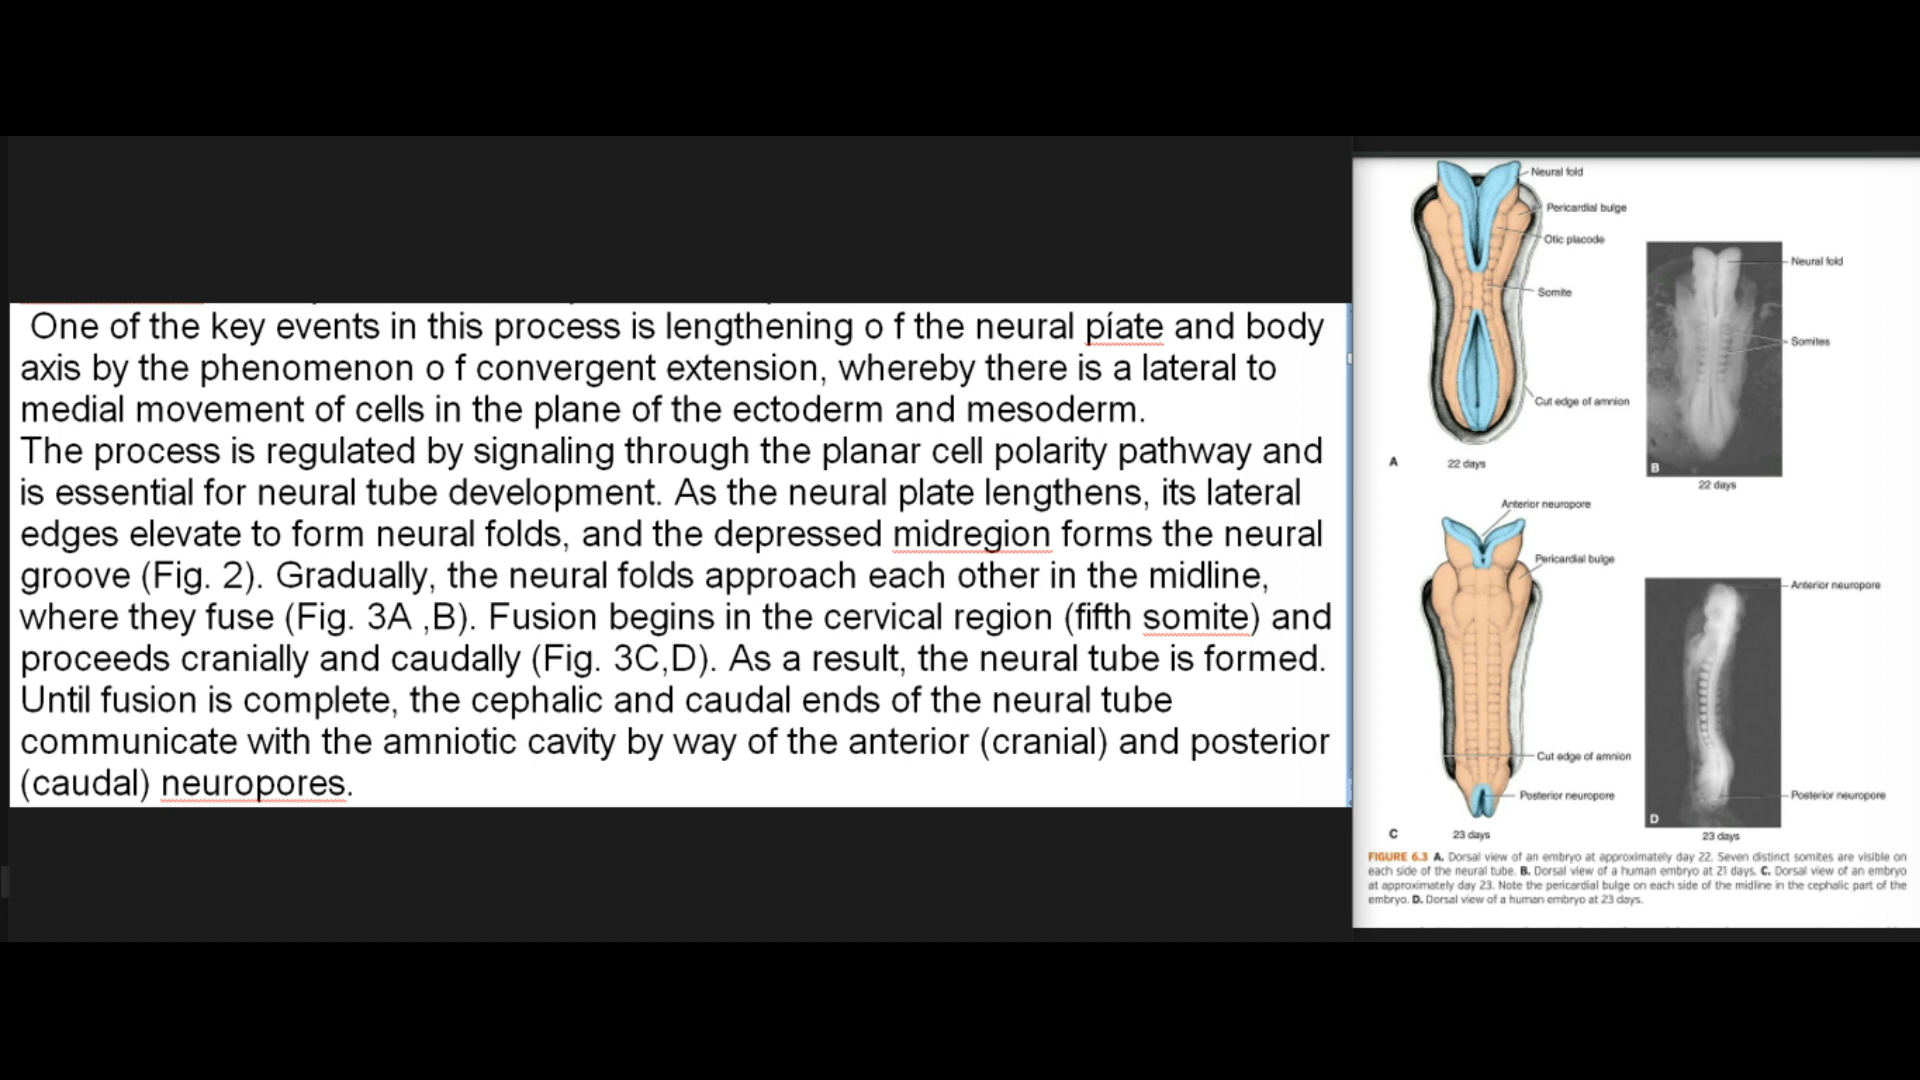 One of the key events in this process is lengthening o f the neural píate and body
axis by the phenomenon o f convergent extension, whereby there is a lateral to
medial movement of cells in the plane of the ectoderm and mesoderm.
The process is regulated by signaling through the planar cell polarity pathway and
is essential for neural tube development. As the neural plate lengthens, its lateral
edges elevate to form neural folds, and the depressed midregion forms the neural
groove (Fig. 2). Gradually, the neural folds approach each other in the midline,
where they fuse (Fig. 3A ,B). Fusion begins in the cervical region (fifth somite) and
proceeds cranially and caudally (Fig. 3C,D). As a result, the neural tube is formed.
Until fusion is complete, the cephalic and caudal ends of the neural tube
communicate with the amniotic cavity by way of the anterior (cranial) and posterior
(caudal) neuropores.
Neural fold
Pericardial bulge
Otic placode
Somite
Cut edge of amnion
A
22 days
Neural fold
Somites
B
22 days
Anterior neuropore
Pericardial bulge
Cut edge of amnion
Posterior neuropore
C
23 days
Anterior neuropore
Posterior neuropore
D
23 days
FIGURE 6.3 A. Dorsal view of an embryo at approximately day 22. Seven distinct somites are visible on
each side of the neural tube. B. Dorsal view of a human embryo at 21 days. C. Dorsal view of an embryo
at approximately day 23. Note the pericardial bulge on each side of the midline in the cephalic part of the
embryo. D. Dorsal view of a human embryo at 23 days.